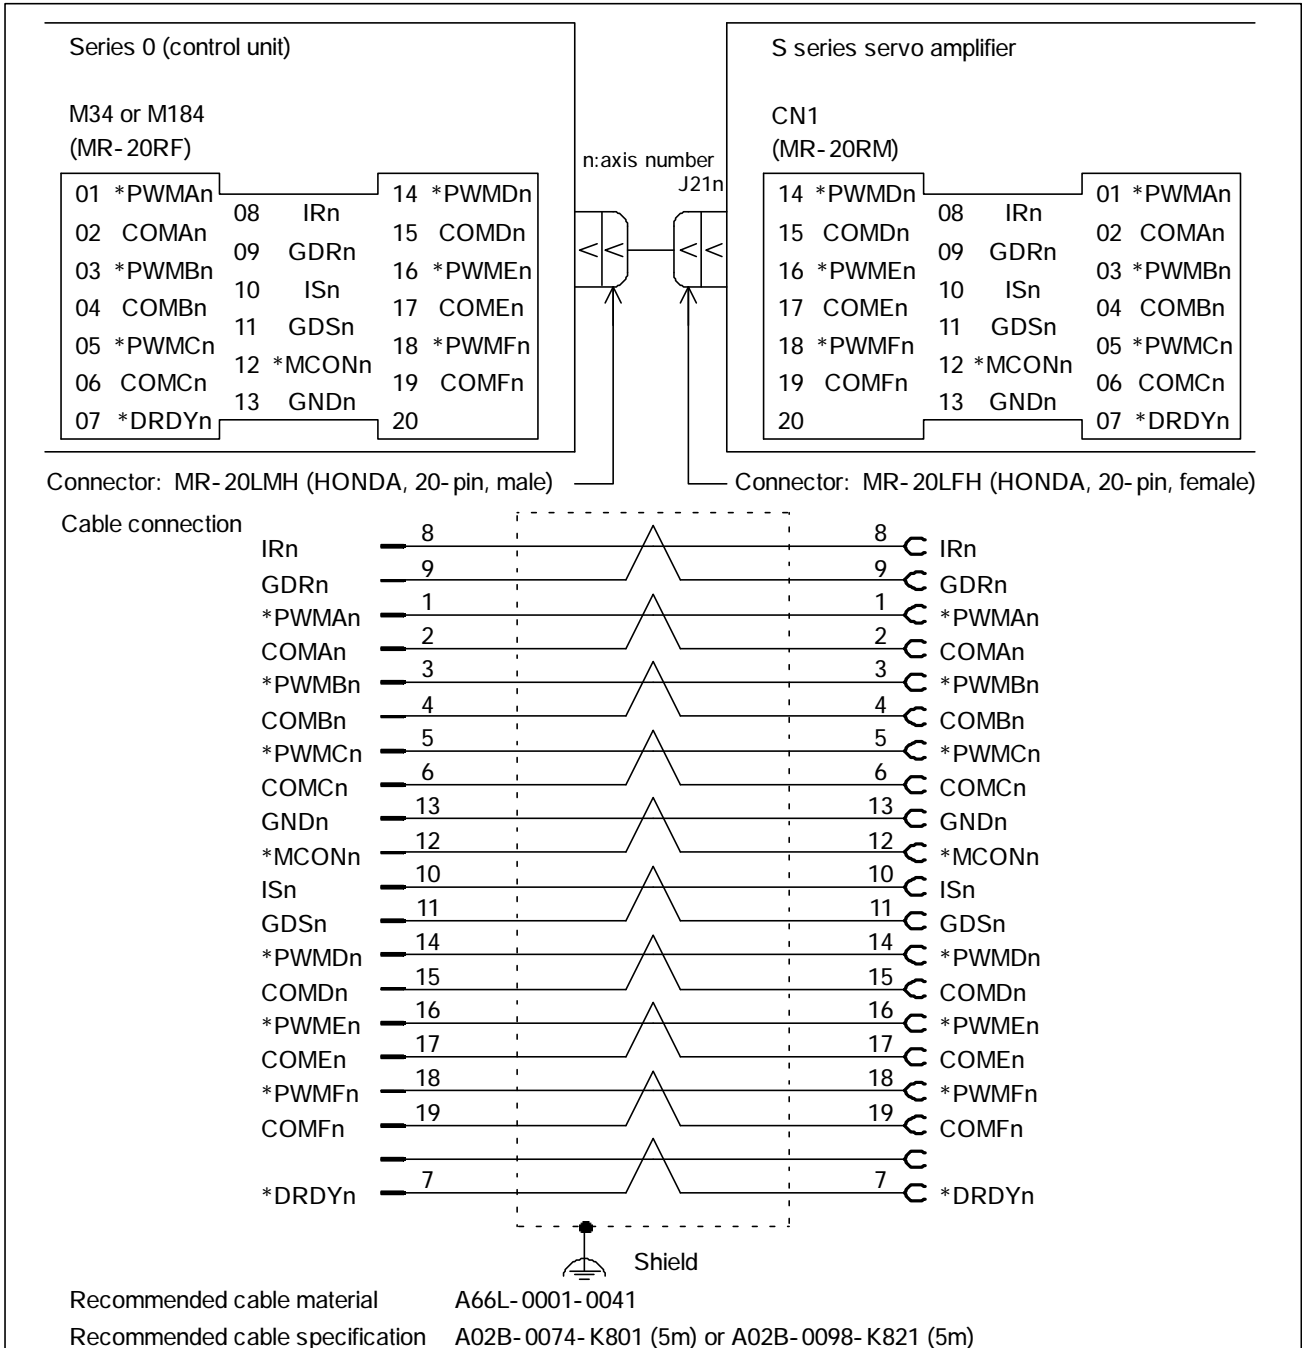 Series 0 (control unit)
S series servo amplifier
M34 or M184
(MR-20RF)
CN1
(MR-20RM)
n:axis number
J21n
01 *PWMAn
02 COMAn
03 *PWMBn
04 COMBn
05 *PWMCn
06 COMCn
07 *DRDYn
08 IRn
09 GDRn
10 ISn
11 GDSn
12 *MCONn
13 GNDn
14 *PWMDn
15 COMDn
16 *PWMEn
17 COMEn
18 *PWMFn
19 COMFn
20
14 *PWMDn
15 COMDn
16 *PWMEn
17 COMEn
18 *PWMFn
19 COMFn
20
08 IRn
09 GDRn
10 ISn
11 GDSn
12 *MCONn
13 GNDn
01 *PWMAn
02 COMAn
03 *PWMBn
04 COMBn
05 *PWMCn
06 COMCn
07 *DRDYn
Connector: MR-20LMH (HONDA, 20-pin, male)
Connector: MR-20LFH (HONDA, 20-pin, female)
Cable connection
IRn 8 8 IRn
GDRn 9 9 GDRn
*PWMAn 1 1 *PWMAn
COMAn 2 2 COMAn
*PWMBn 3 3 *PWMBn
COMBn 4 4 COMBn
*PWMCn 5 5 *PWMCn
COMCn 6 6 COMCn
GNDn 13 13 GNDn
*MCONn 12 12 *MCONn
ISn 10 10 ISn
GDSn 11 11 GDSn
*PWMDn 14 14 *PWMDn
COMDn 15 15 COMDn
*PWMEn 16 16 *PWMEn
COMEn 17 17 COMEn
*PWMFn 18 18 *PWMFn
COMFn 19 19 COMFn
*DRDYn 7 7 *DRDYn
Shield
Recommended cable material A66L-0001-0041
Recommended cable specification A02B-0074-K801 (5m) or A02B-0098-K821 (5m)